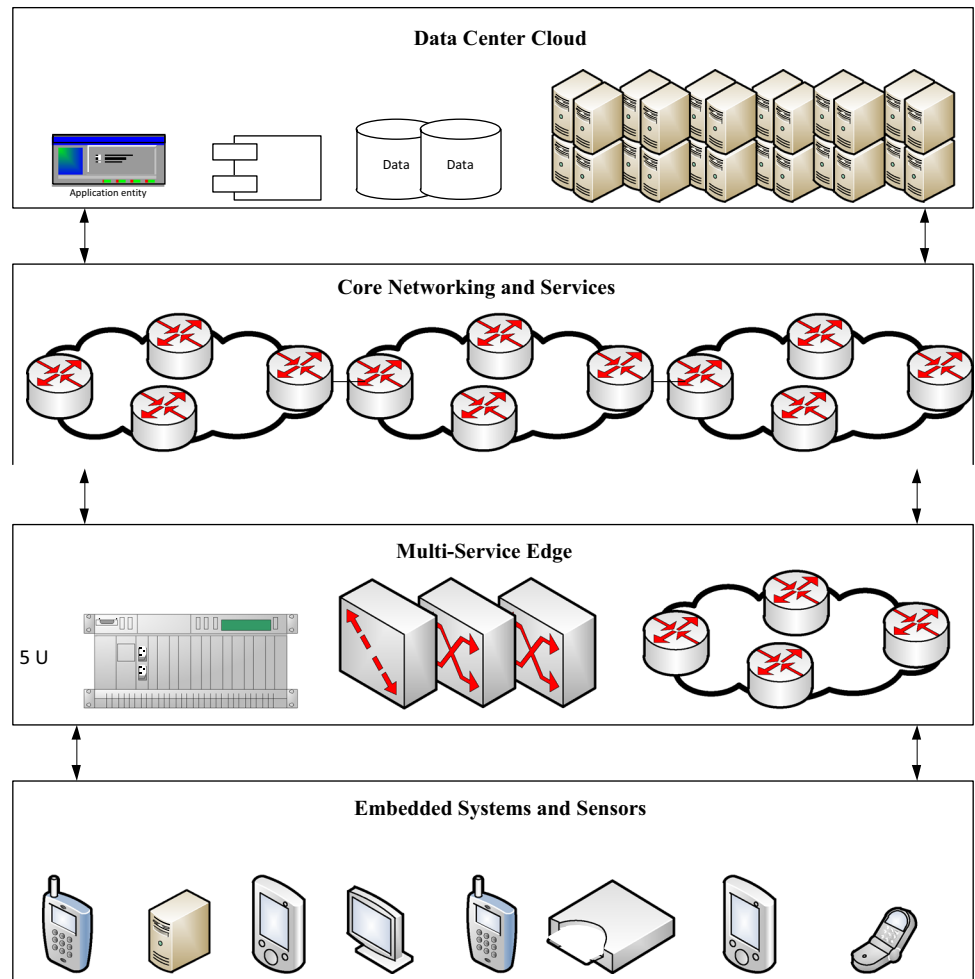 Data Center Cloud
Application entity
Data
Data
Core Networking and Services
Multi-Service Edge
5 U
Embedded Systems and Sensors